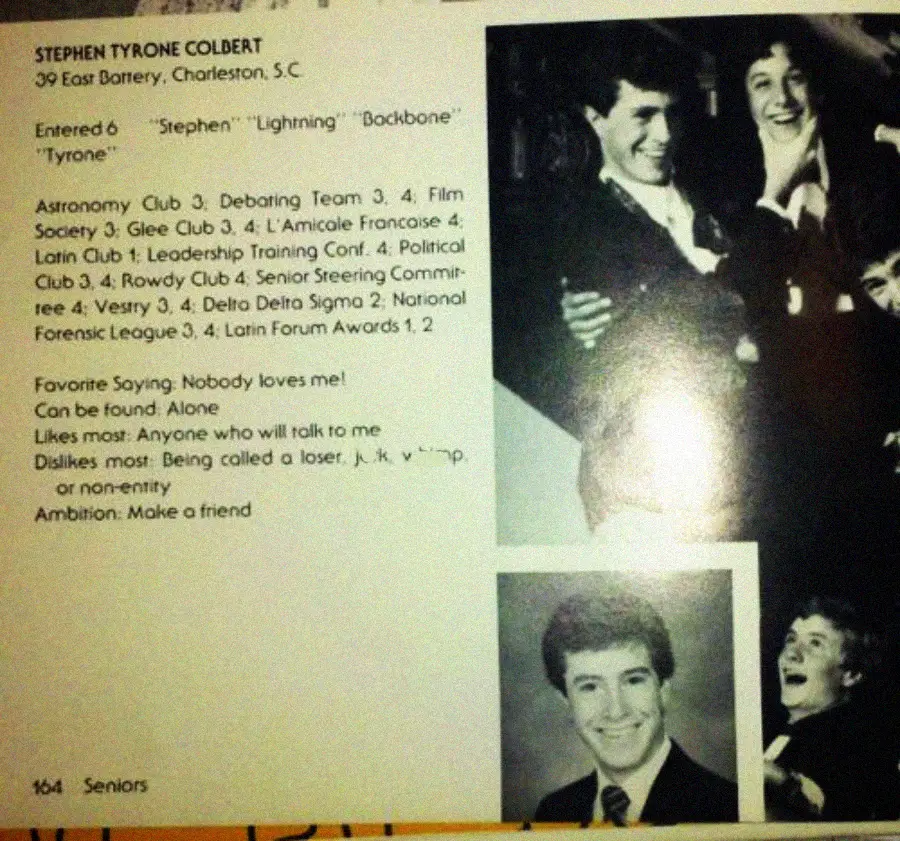 STEPHEN TYRONE COLBERT
39 East Battery, Charleston, S.C.
Entered 6 "Stephen" "Lightning" "Backbone"
"Tyrone"
Astronomy Club 3; Debating Team 3, 4; Film
Society 3; Glee Club 3, 4; L'Amicale Francaise 4;
Latin Club 1; Leadership Training Conf. 4; Political
Club 3, 4; Rowdy Club 4; Senior Steering Commit-
tee 4; Vestry 3, 4; Delta Delta Sigma 2; National
Forensic League 3, 4; Latin Forum Awards 1, 2
Favorite Saying: Nobody loves me!
Can be found: Alone
Likes most: Anyone who will talk to me
Dislikes most: Being called a loser,
or non-entity
Ambition: Make a friend
164 Seniors